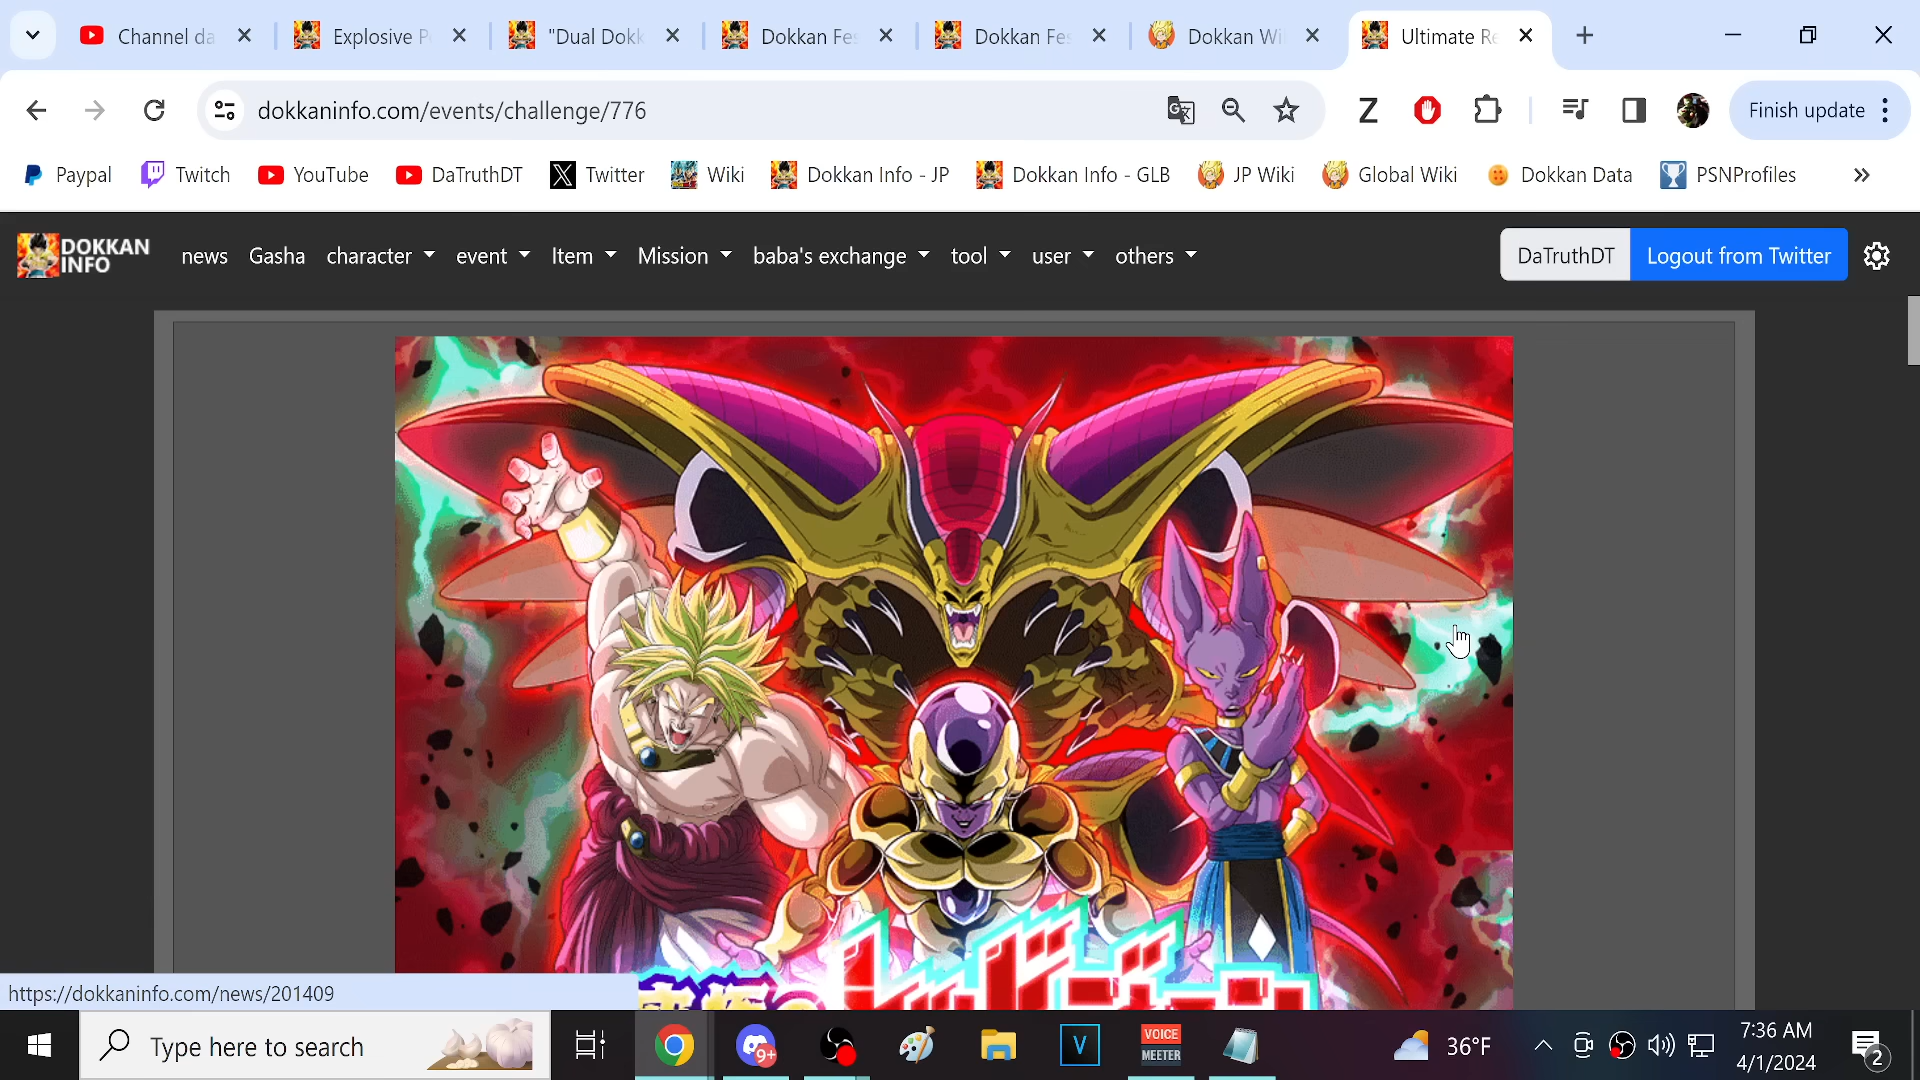 Channel da
Explosive P
"Dual Dokk
Dokkan Fes
Dokkan Fes
Dokkan Wi
Ultimate Re
dokkaninfo.com/events/challenge/776
Z
Finish update
Paypal
Twitch
YouTube
DaTruthDT
Twitter
Wiki
Dokkan Info - JP
Dokkan Info - GLB
JP Wiki
Global Wiki
Dokkan Data
PSNProfiles
DOKKAN
INFO
news
Gasha
character
event
Item
Mission
baba's exchange
tool
user
others
DaTruthDT
Logout from Twitter
https://dokkaninfo.com/news/201409
Type here to search
9+
V
VOICE
MEETER
36°F
7:36 AM
4/1/2024
2